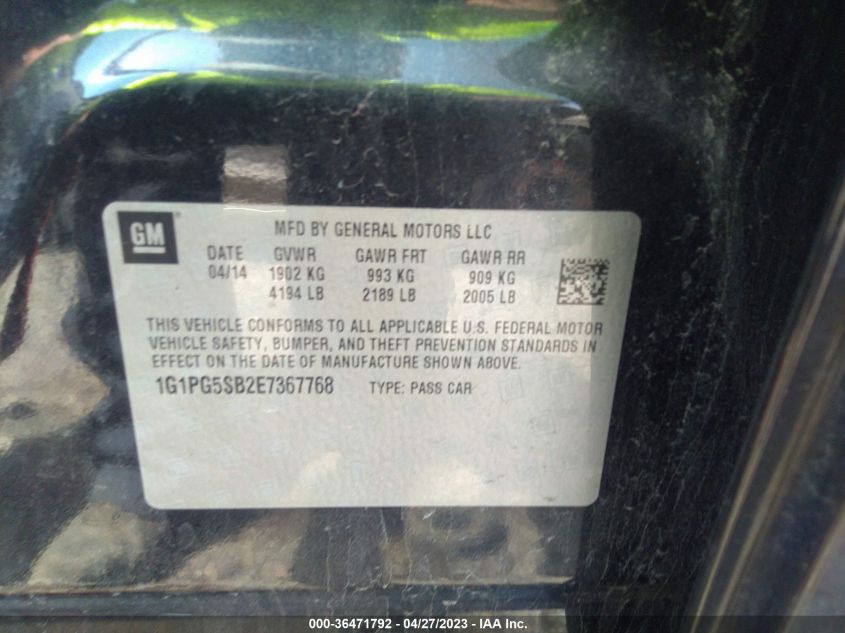 GM
MFD BY GENERAL MOTORS LLC
DATE GVWR GAWR FRT GAWR RR
04/14 1902 KG 993 KG 909 KG
4194 LB 2189 LB 2005 LB
THIS VEHICLE CONFORMS TO ALL APPLICABLE U.S. FEDERAL MOTOR
VEHICLE SAFETY, BUMPER, AND THEFT PREVENTION STANDARDS IN
EFFECT ON THE DATE OF MANUFACTURE SHOWN ABOVE.
1G1PG5SB2E7367768 TYPE: PASS CAR
000-36471792 - 04/27/2023 - IAA Inc.